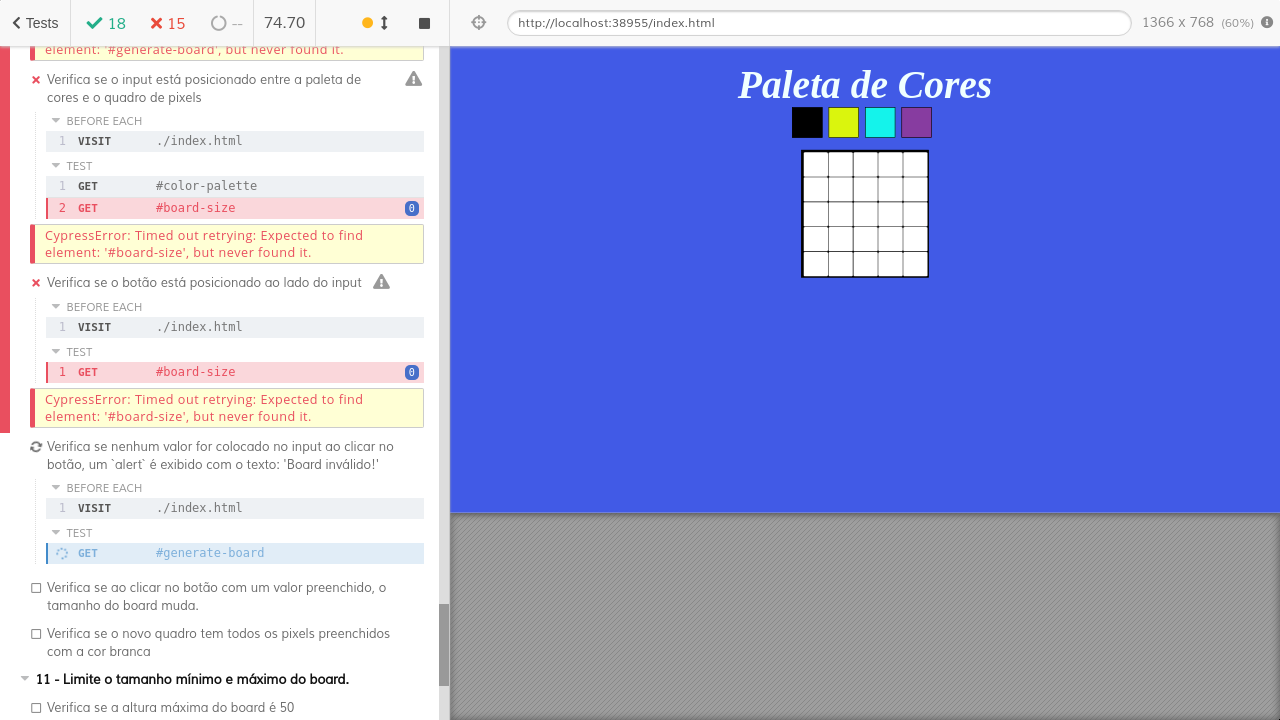 Tests
18
15
--
74.70
http://localhost:38955/index.html
1366 x 768 (60%)
element: '#generate-board', but never found it.
Verifica se o input está posicionado entre a paleta de
cores e o quadro de pixels
BEFORE EACH
1 VISIT ./index.html
TEST
1 GET #color-palette
2 GET #board-size 0
CypressError: Timed out retrying: Expected to find
element: '#board-size', but never found it.
Verifica se o botão está posicionado ao lado do input
BEFORE EACH
1 VISIT ./index.html
TEST
1 GET #board-size 0
CypressError: Timed out retrying: Expected to find
element: '#board-size', but never found it.
Verifica se nenhum valor for colocado no input ao clicar no
botão, um `alert` é exibido com o texto: 'Board inválido!'
BEFORE EACH
1 VISIT ./index.html
TEST
GET #generate-board
Verifica se ao clicar no botão com um valor preenchido, o
tamanho do board muda.
Verifica se o novo quadro tem todos os pixels preenchidos
com a cor branca
11 - Limite o tamanho mínimo e máximo do board.
Verifica se a altura máxima do board é 50
Paleta de Cores